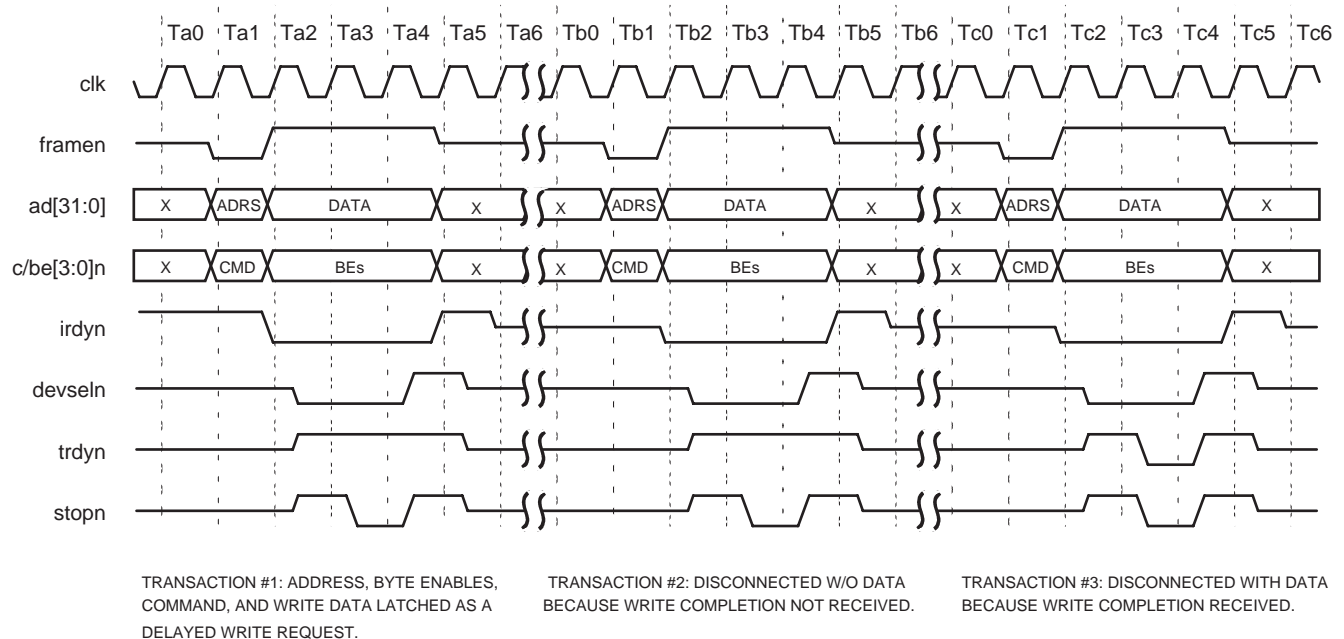 Ta0 Ta1 Ta2 Ta3 Ta4 Ta5 Ta6 Tb0 Tb1 Tb2 Tb3 Tb4 Tb5 Tb6 Tc0 Tc1 Tc2 Tc3 Tc4 Tc5 Tc6
clk
framen
ad[31:0] X ADRS DATA X X ADRS DATA X X ADRS DATA X
c/be[3:0]n X CMD BEs X X CMD BEs X X CMD BEs X
irdyn
devseln
trdyn
stopn
TRANSACTION #1: ADDRESS, BYTE ENABLES,
COMMAND, AND WRITE DATA LATCHED AS A
DELAYED WRITE REQUEST.
TRANSACTION #2: DISCONNECTED W/O DATA
BECAUSE WRITE COMPLETION NOT RECEIVED.
TRANSACTION #3: DISCONNECTED WITH DATA
BECAUSE WRITE COMPLETION RECEIVED.